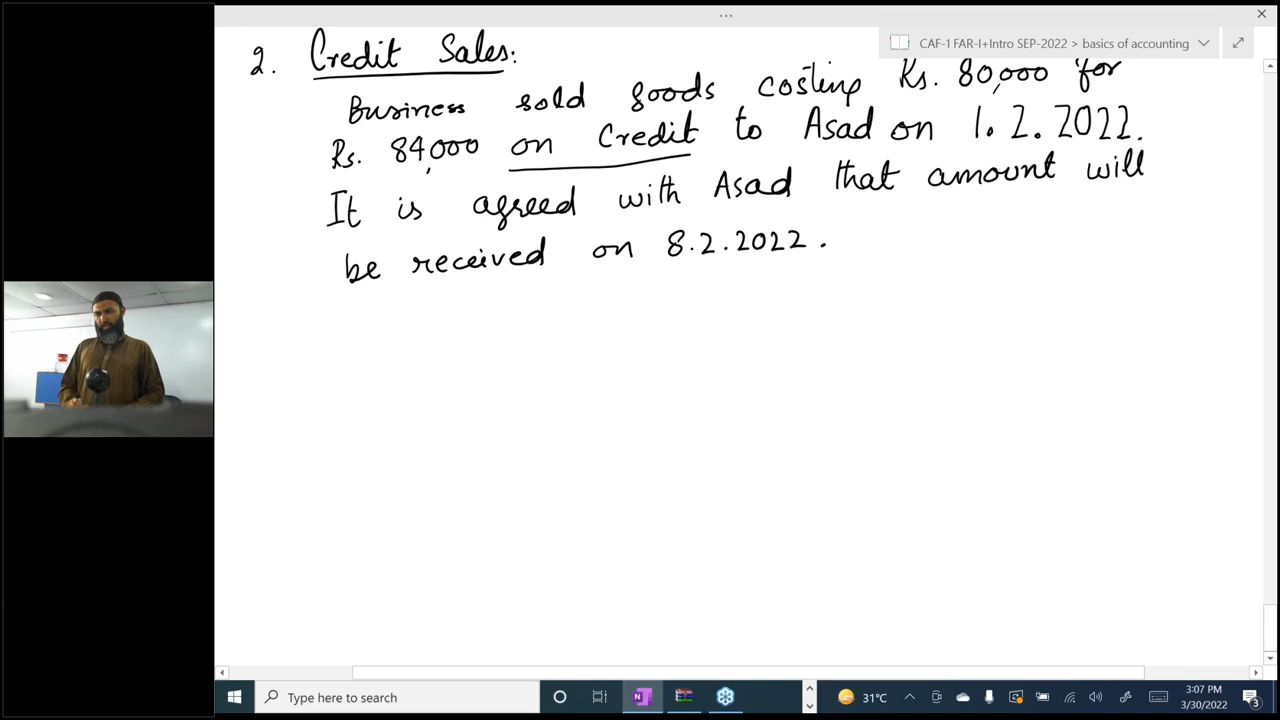 CAF-1 FAR-I+Intro SEP-2022 > basics of accounting
2. Credit Sales:
Business sold goods costing Rs. 80,000 for
Rs. 84,000 on Credit to Asad on 1.2.2022.
It is agreed with Asad that amount will
be received on 8.2.2022.
Type here to search
31°C
3:07 PM
3/30/2022
3